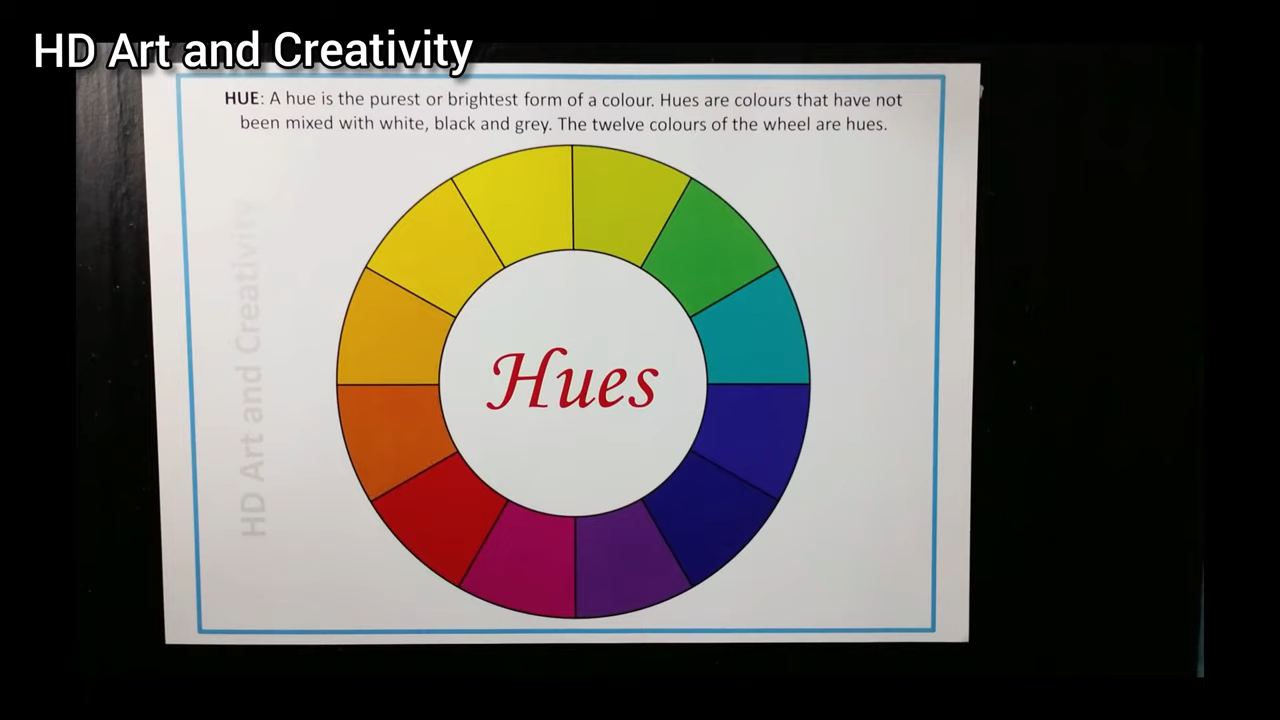 HD Art and Creativity
HUE: A hue is the purest or brightest form of a colour. Hues are colours that have not
been mixed with white, black and grey. The twelve colours of the wheel are hues.
HD Art and Creativity
Hues